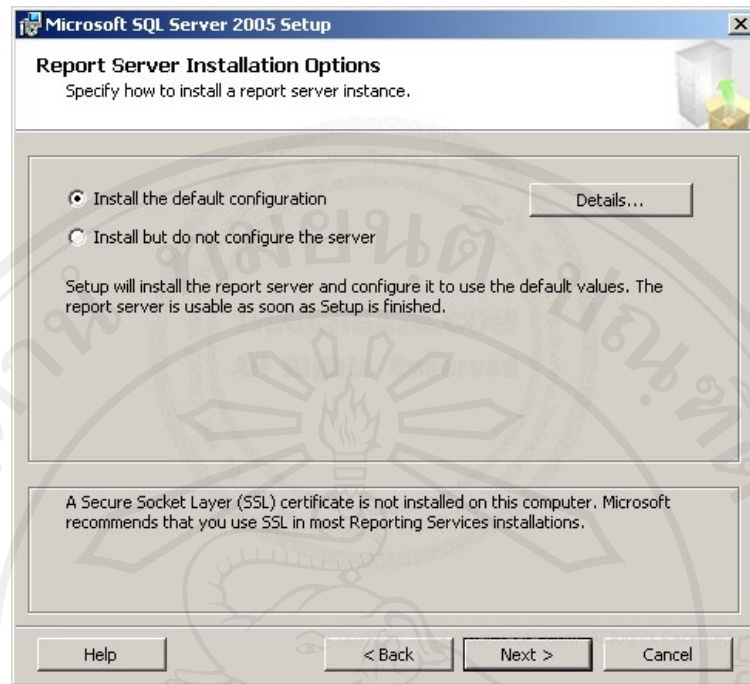 Microsoft SQL Server 2005 Setup
Report Server Installation Options
Specify how to install a report server instance.
Install the default configuration
Details...
Install but do not configure the server
Setup will install the report server and configure it to use the default values. The
report server is usable as soon as Setup is finished.
A Secure Socket Layer (SSL) certificate is not installed on this computer. Microsoft
recommends that you use SSL in most Reporting Services installations.
Help
< Back
Next >
Cancel